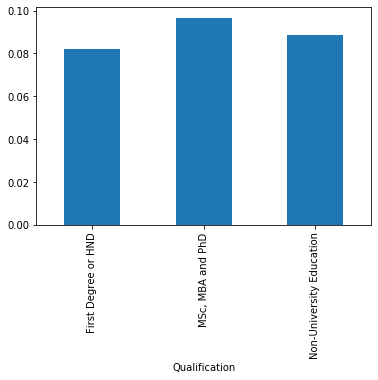 0.10
0.08
0.06
0.04
0.02
0.00
First Degree or HND
MSc, MBA and PhD
Non-University Education
Qualification